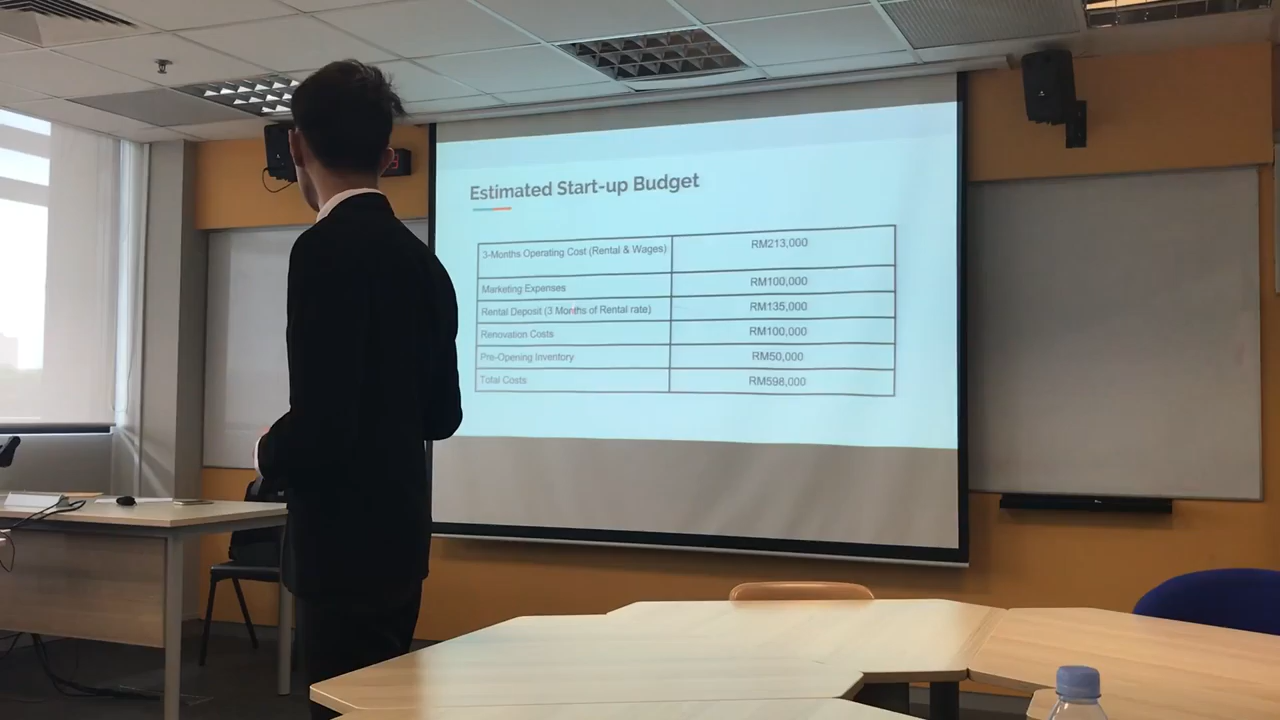 Estimated Start-up Budget
3-Months Operating Cost (Rental & Wages) RM213,000
Marketing Expenses RM100,000
Rental Deposit (3 Months of Rental rate) RM135,000
Renovation Costs RM100,000
Pre-Opening Inventory RM50,000
Total Costs RM598,000